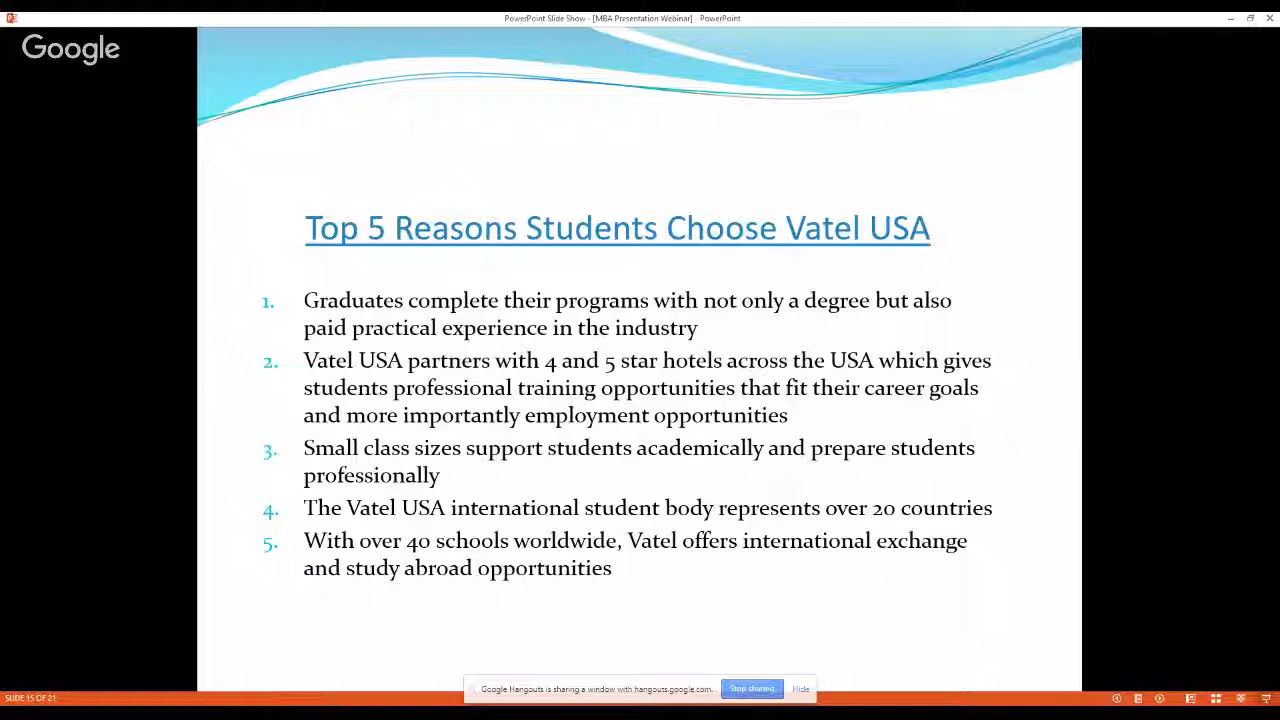 PowerPoint Slide Show - [MBA Presentation Webinar] - PowerPoint
Google
Top 5 Reasons Students Choose Vatel USA
1. Graduates complete their programs with not only a degree but also
paid practical experience in the industry
2. Vatel USA partners with 4 and 5 star hotels across the USA which gives
students professional training opportunities that fit their career goals
and more importantly employment opportunities
3. Small class sizes support students academically and prepare students
professionally
4. The Vatel USA international student body represents over 20 countries
5. With over 40 schools worldwide, Vatel offers international exchange
and study abroad opportunities
Google Hangouts is sharing a window with hangouts.google.com. Stop sharing Hide
SLIDE 15 OF 21